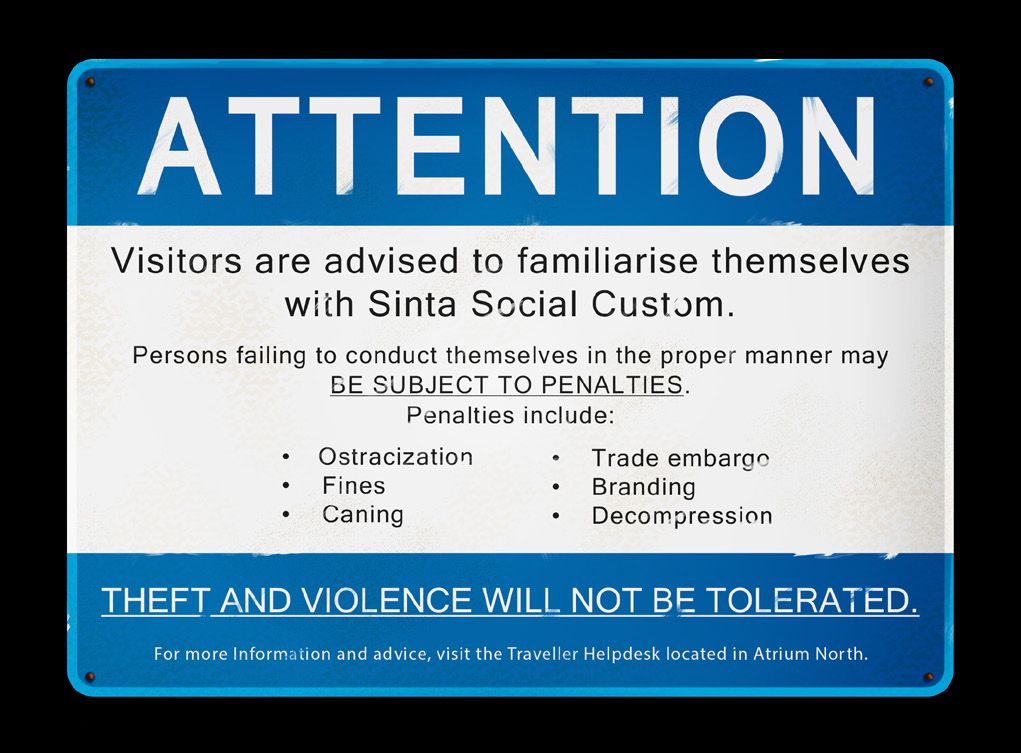 ATTENTION
Visitors are advised to familiarise themselves
with Sinta Social Custom.
Persons failing to conduct themselves in the proper manner may
BE SUBJECT TO PENALTIES.
Penalties include:
• Ostracization • Trade embargo
• Fines • Branding
• Caning • Decompression
THEFT AND VIOLENCE WILL NOT BE TOLERATED.
For more Information and advice, visit the Traveller Helpdesk located in Atrium North.